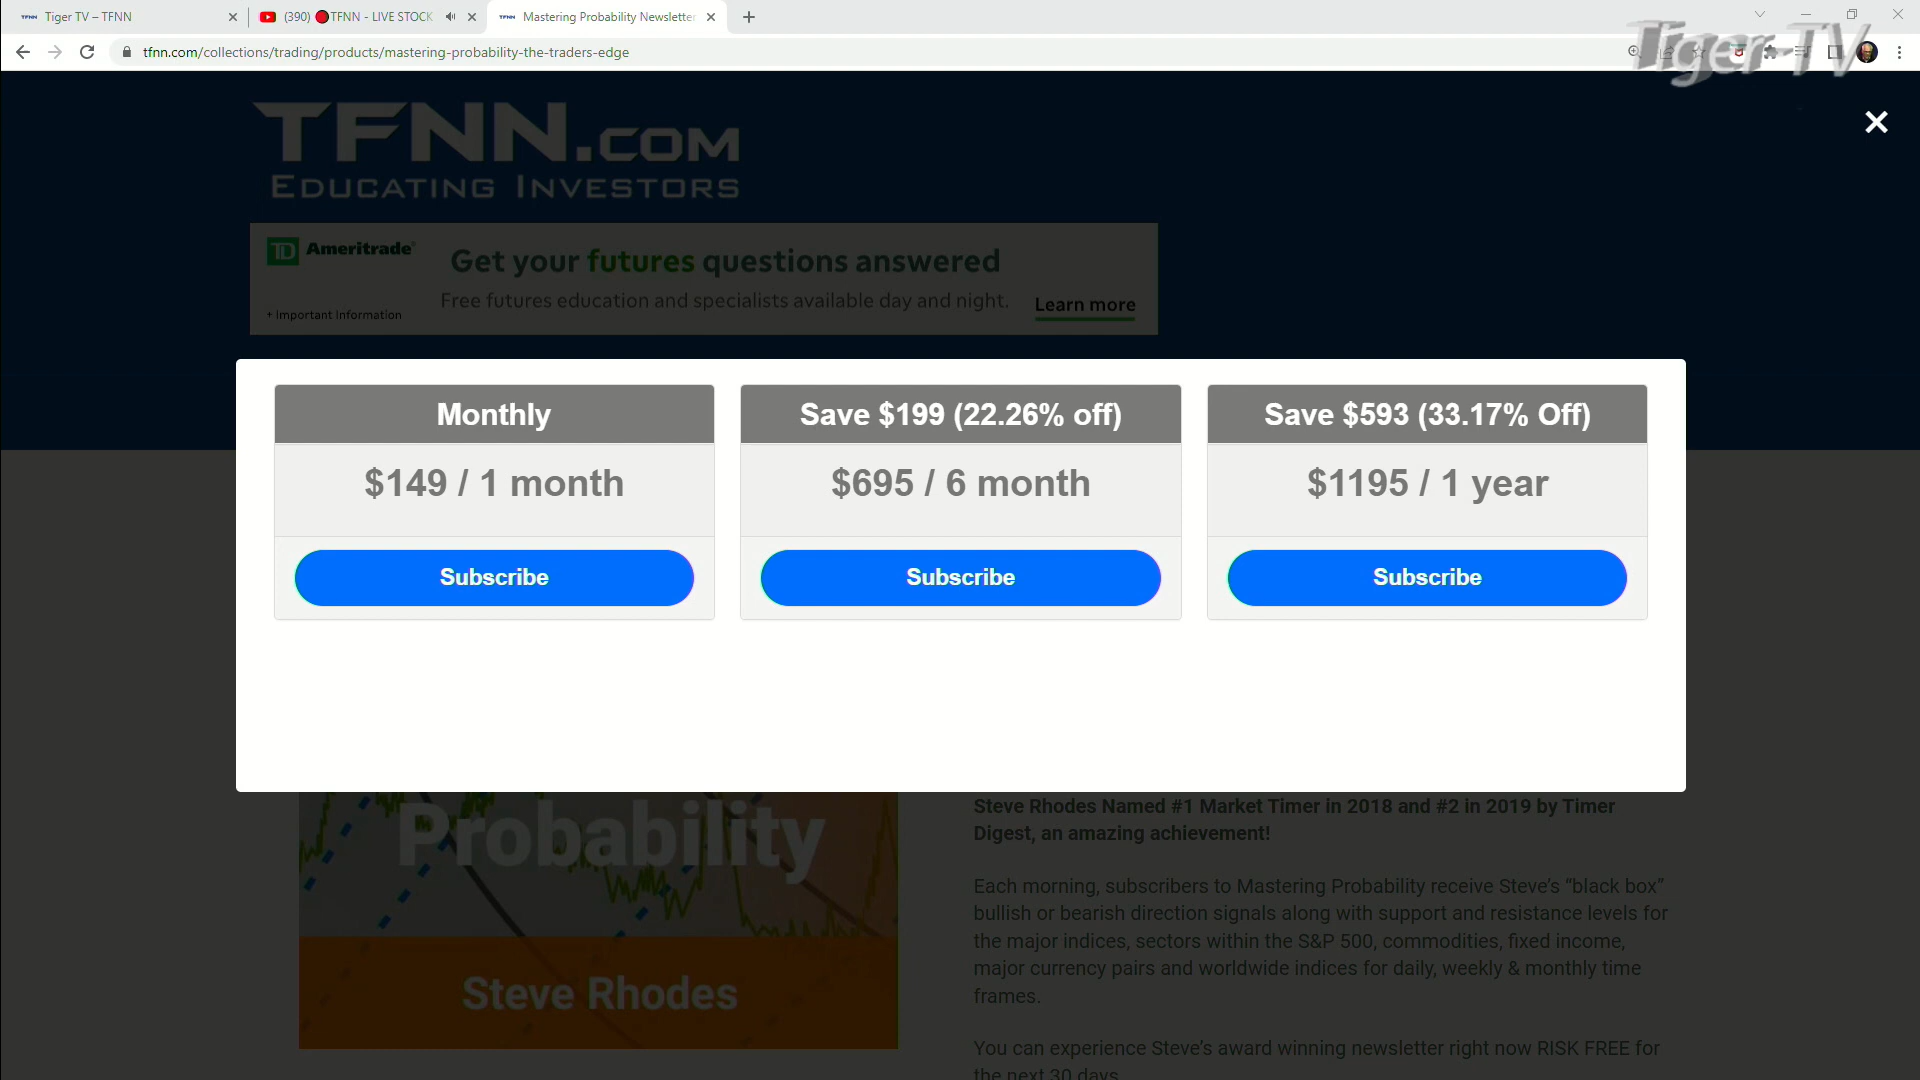 Tiger TV – TFNN
(390) 🔴TFNN - LIVE STOCK
Mastering Probability Newsletter
tfnn.com/collections/trading/products/mastering-probability-the-traders-edge
Tiger-TV
TFNN.COM
EDUCATING INVESTORS
TD Ameritrade
Get your futures questions answered
Free futures education and specialists available day and night.
Learn more
+ Important Information
Monthly
$149 / 1 month
Subscribe
Save $199 (22.26% off)
$695 / 6 month
Subscribe
Save $593 (33.17% Off)
$1195 / 1 year
Subscribe
Probability
Steve Rhodes
Steve Rhodes Named #1 Market Timer in 2018 and #2 in 2019 by Timer
Digest, an amazing achievement!
Each morning, subscribers to Mastering Probability receive Steve's “black box”
bullish or bearish direction signals along with support and resistance levels for
the major indices, sectors within the S&P 500, commodities, fixed income,
major currency pairs and worldwide indices for daily, weekly & monthly time
frames.
You can experience Steve's award winning newsletter right now RISK FREE for
the next 30 days